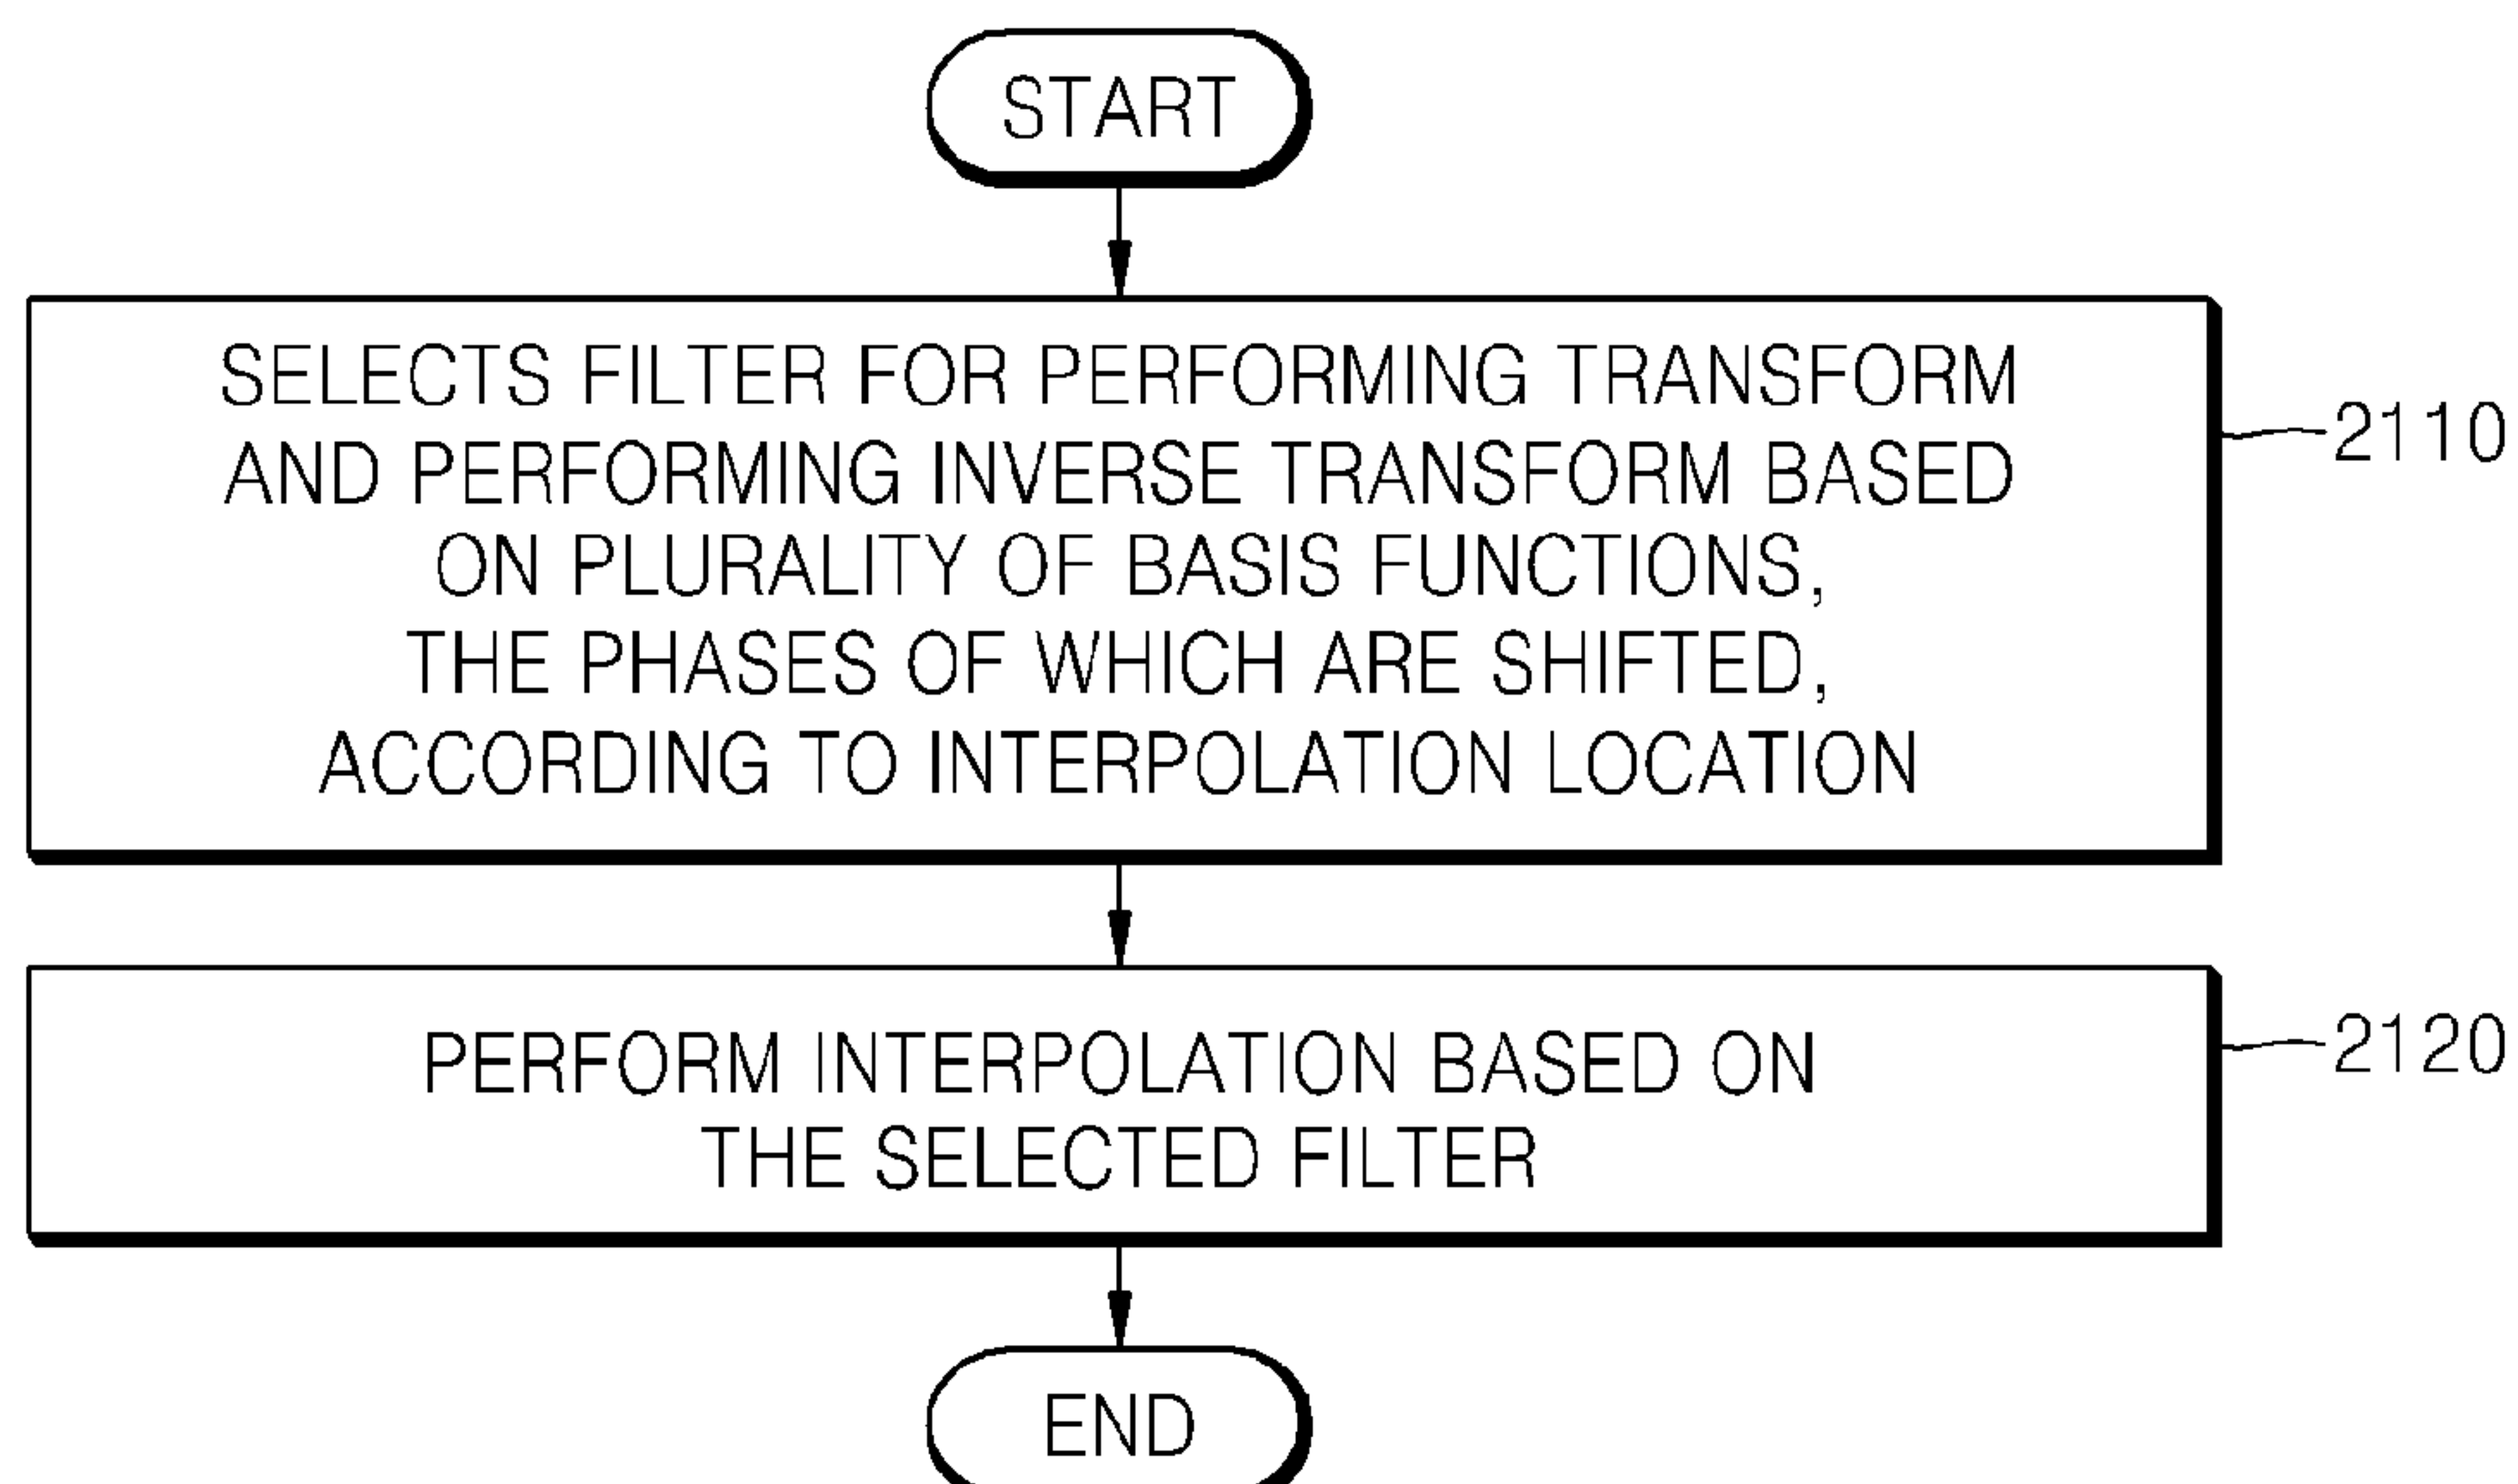 START
SELECTS FILTER FOR PERFORMING TRANSFORM
AND PERFORMING INVERSE TRANSFORM BASED
ON PLURALITY OF BASIS FUNCTIONS,
THE PHASES OF WHICH ARE SHIFTED,
ACCORDING TO INTERPOLATION LOCATION
2110
PERFORM INTERPOLATION BASED ON
THE SELECTED FILTER
2120
END